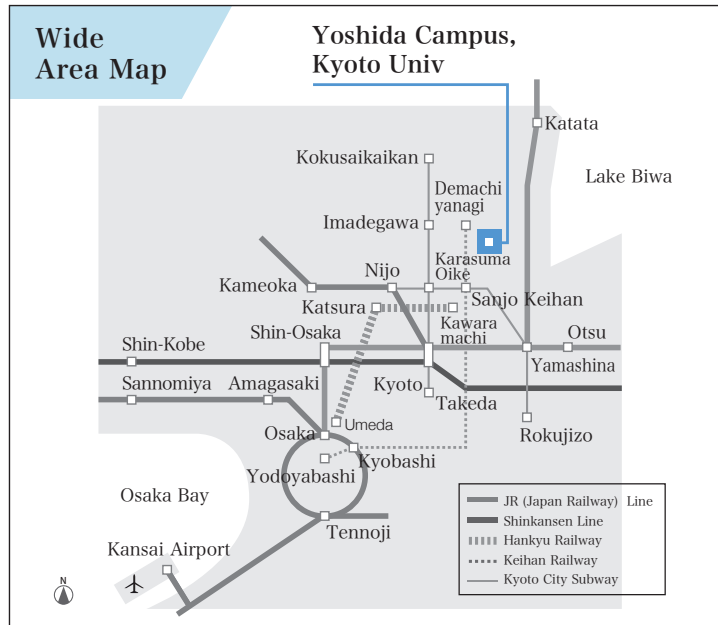 Wide
Area Map
Yoshida Campus,
Kyoto Univ
Katata
Kokusaikaikan
Lake Biwa
Demachi
yanagi
Imadegawa
Karasuma
Oike
Nijo
Kameoka
Sanjo Keihan
Katsura
Kawara
machi
Shin-Osaka
Otsu
Shin-Kobe
Yamashina
Sannomiya
Amagasaki
Kyoto
Takeda
Umeda
Rokujizo
Osaka
Kyobashi
Yodoyabashi
Osaka Bay
Tennoji
Kansai Airport
N
JR (Japan Railway) Line
Shinkansen Line
Hankyu Railway
Keihan Railway
Kyoto City Subway